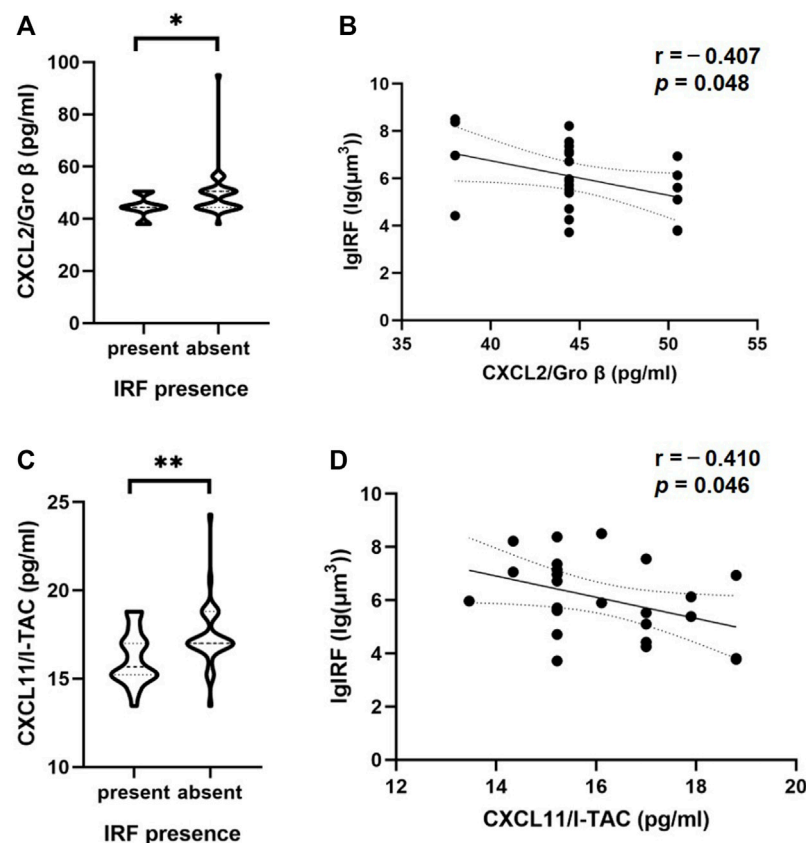 A
*
CXCL2/Gro β (pg/ml)
100
80
60
40
20
0
present absent
IRF presence
B
r = − 0.407
p = 0.048
lgIRF (lg(μm³))
10
8
6
4
2
0
35 40 45 50 55
CXCL2/Gro β (pg/ml)
C
**
CXCL11/I-TAC (pg/ml)
25
20
15
10
present absent
IRF presence
D
r = − 0.410
p = 0.046
lgIRF (lg(μm³))
10
8
6
4
2
0
12 14 16 18 20
CXCL11/I-TAC (pg/ml)